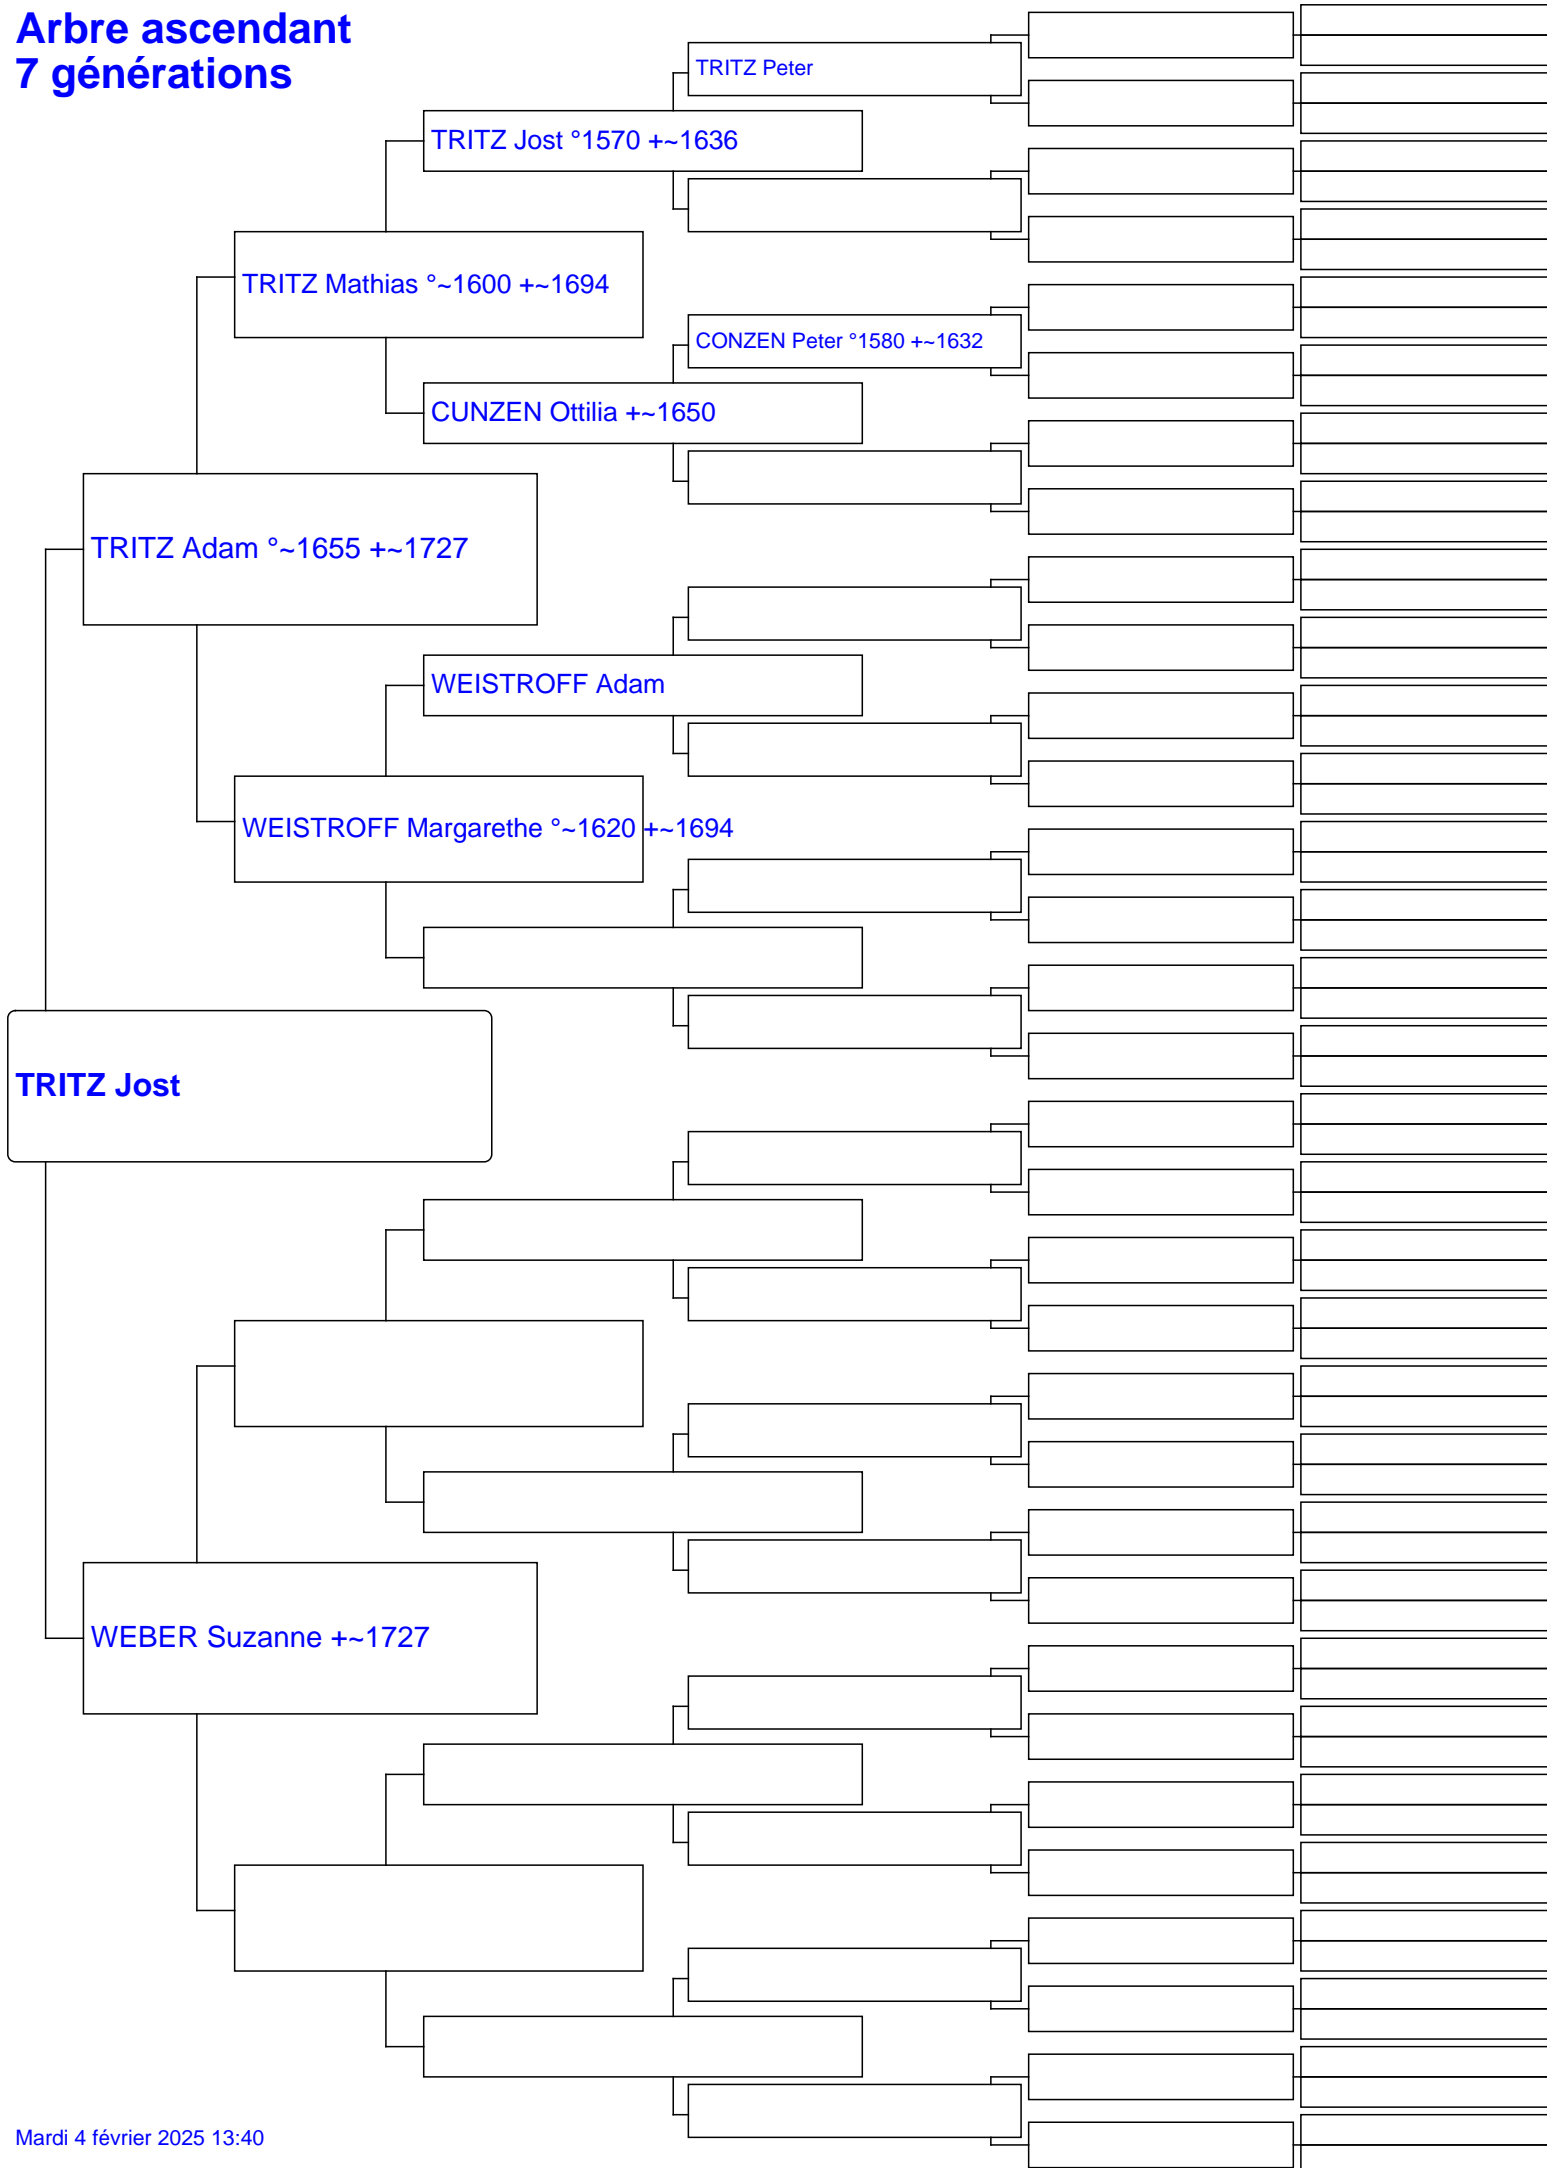 Arbre ascendant
7 générations
TRITZ Peter
TRITZ Jost °1570 +~1636
TRITZ Mathias °~1600 +~1694
CONZEN Peter °1580 +~1632
CUNZEN Ottilia +~1650
TRITZ Adam °~1655 +~1727
WEISTROFF Adam
WEISTROFF Margarethe °~1620 +~1694
TRITZ Jost
WEBER Suzanne +~1727
Mardi 4 février 2025 13:40